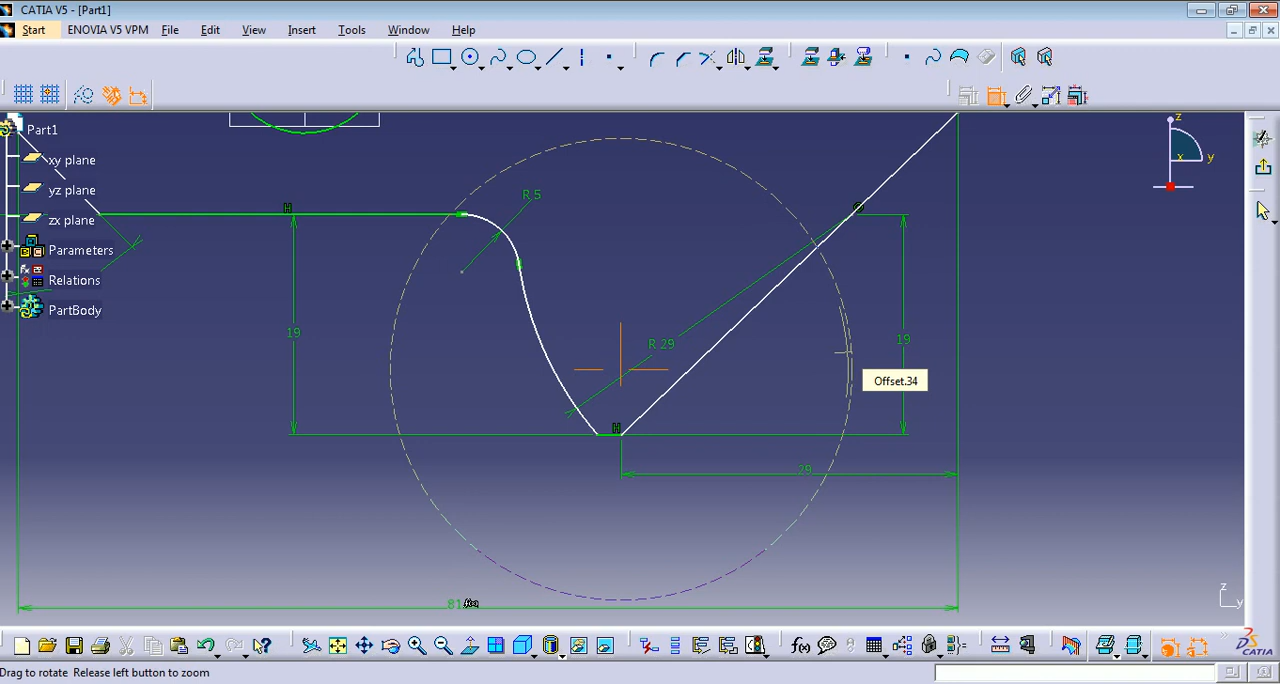 CATIA V5 - [Part1]
Start ENOVIA V5 VPM File Edit View Insert Tools Window Help
Part1
xy plane
yz plane
zx plane
Parameters
Relations
PartBody
H
R 5
19
R 29
19
Offset.34
H
29
81
f(x)
z
x
y
z
y
f(x)
CATIA
Drag to rotate Release left button to zoom